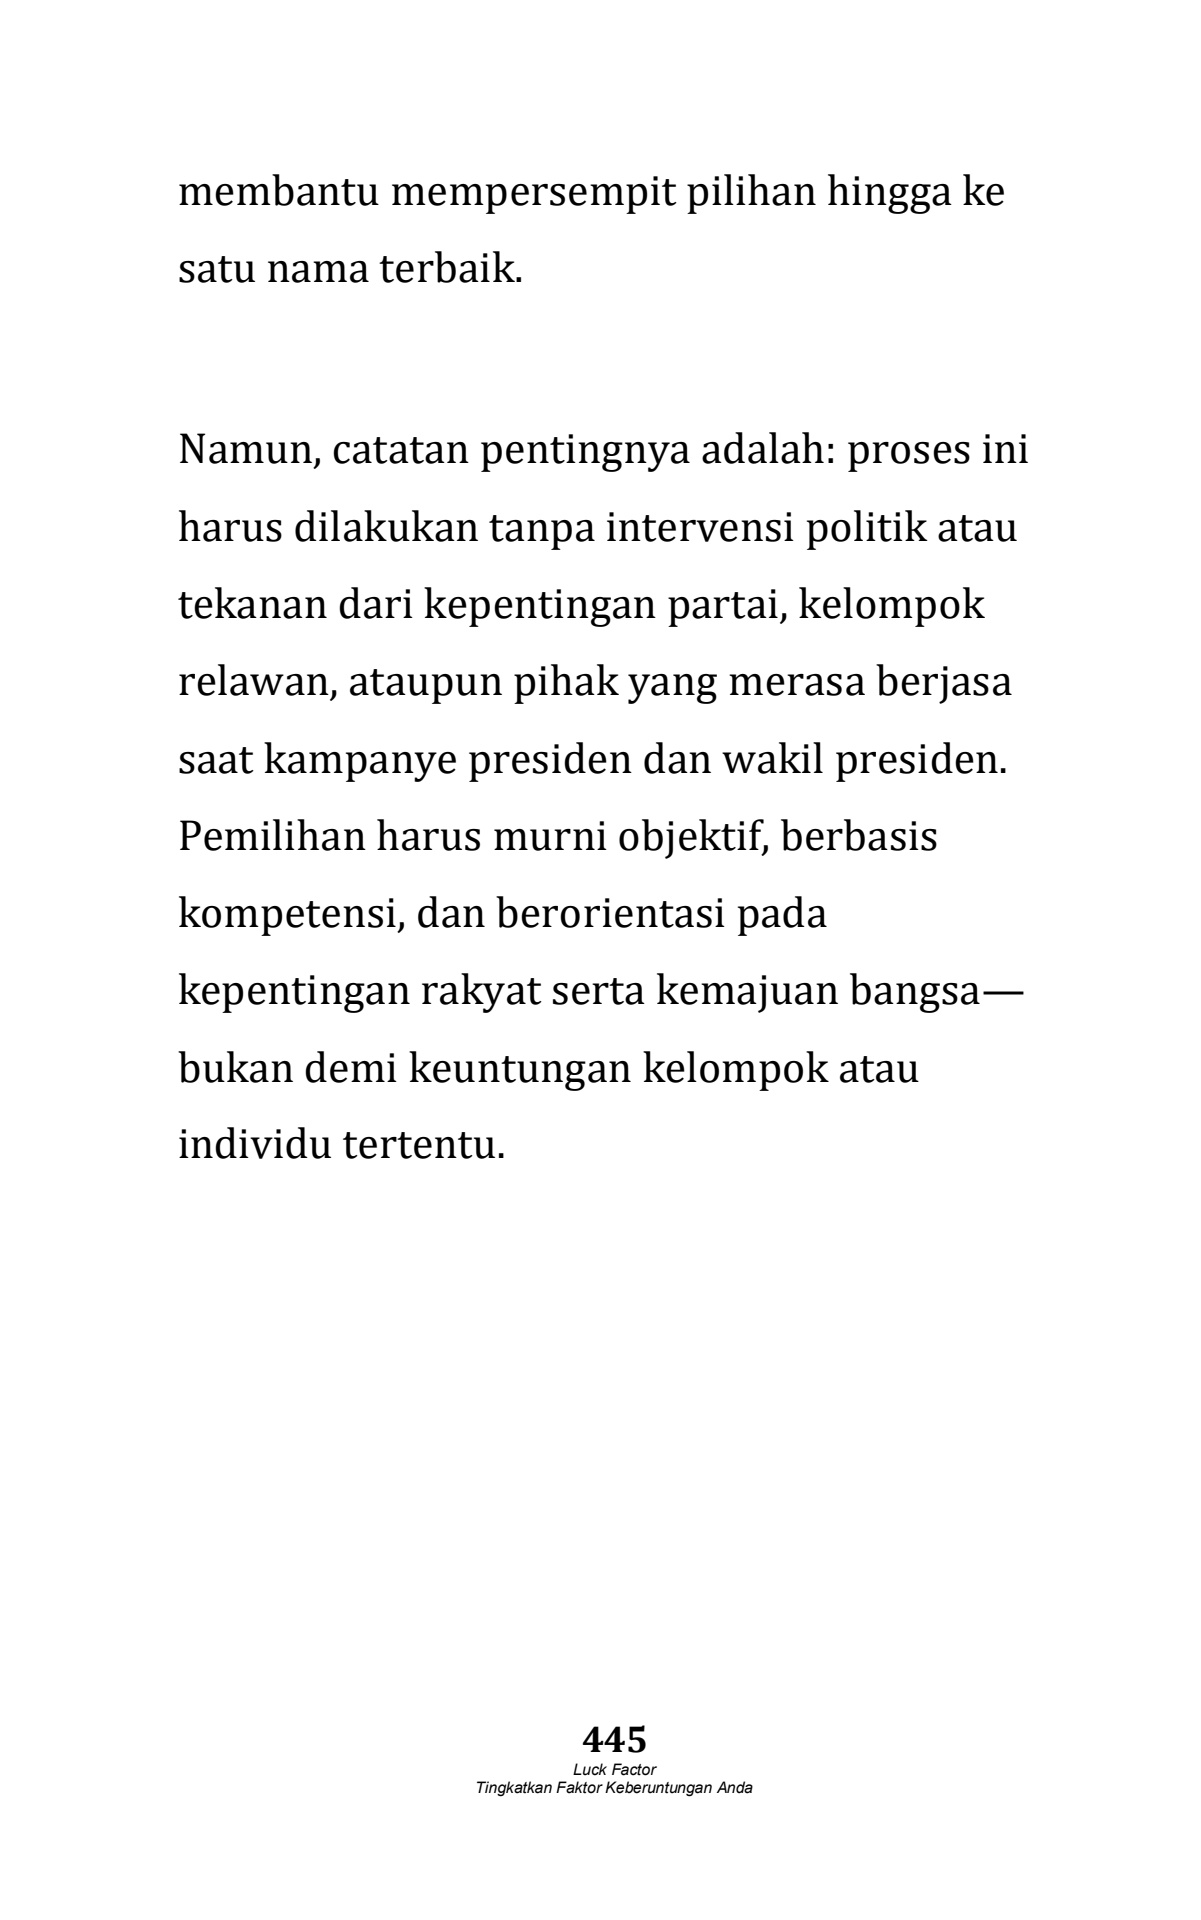 membantu mempersempit pilihan hingga ke
satu nama terbaik.
Namun, catatan pentingnya adalah: proses ini
harus dilakukan tanpa intervensi politik atau
tekanan dari kepentingan partai, kelompok
relawan, ataupun pihak yang merasa berjasa
saat kampanye presiden dan wakil presiden.
Pemilihan harus murni objektif, berbasis
kompetensi, dan berorientasi pada
kepentingan rakyat serta kemajuan bangsa—
bukan demi keuntungan kelompok atau
individu tertentu.
445
Luck Factor
Tingkatkan Faktor Keberuntungan Anda